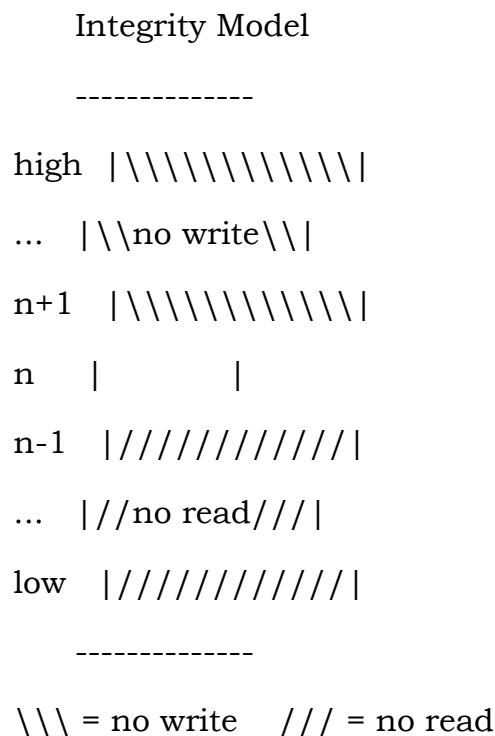 Integrity Model
--------------
high |\\\\\\\\\\\\|
... |\\no write\\|
n+1 |\\\\\\\\\\\\|
n | |
n-1 |////////////|
... |//no read///|
low |////////////|
--------------
\\\ = no write /// = no read